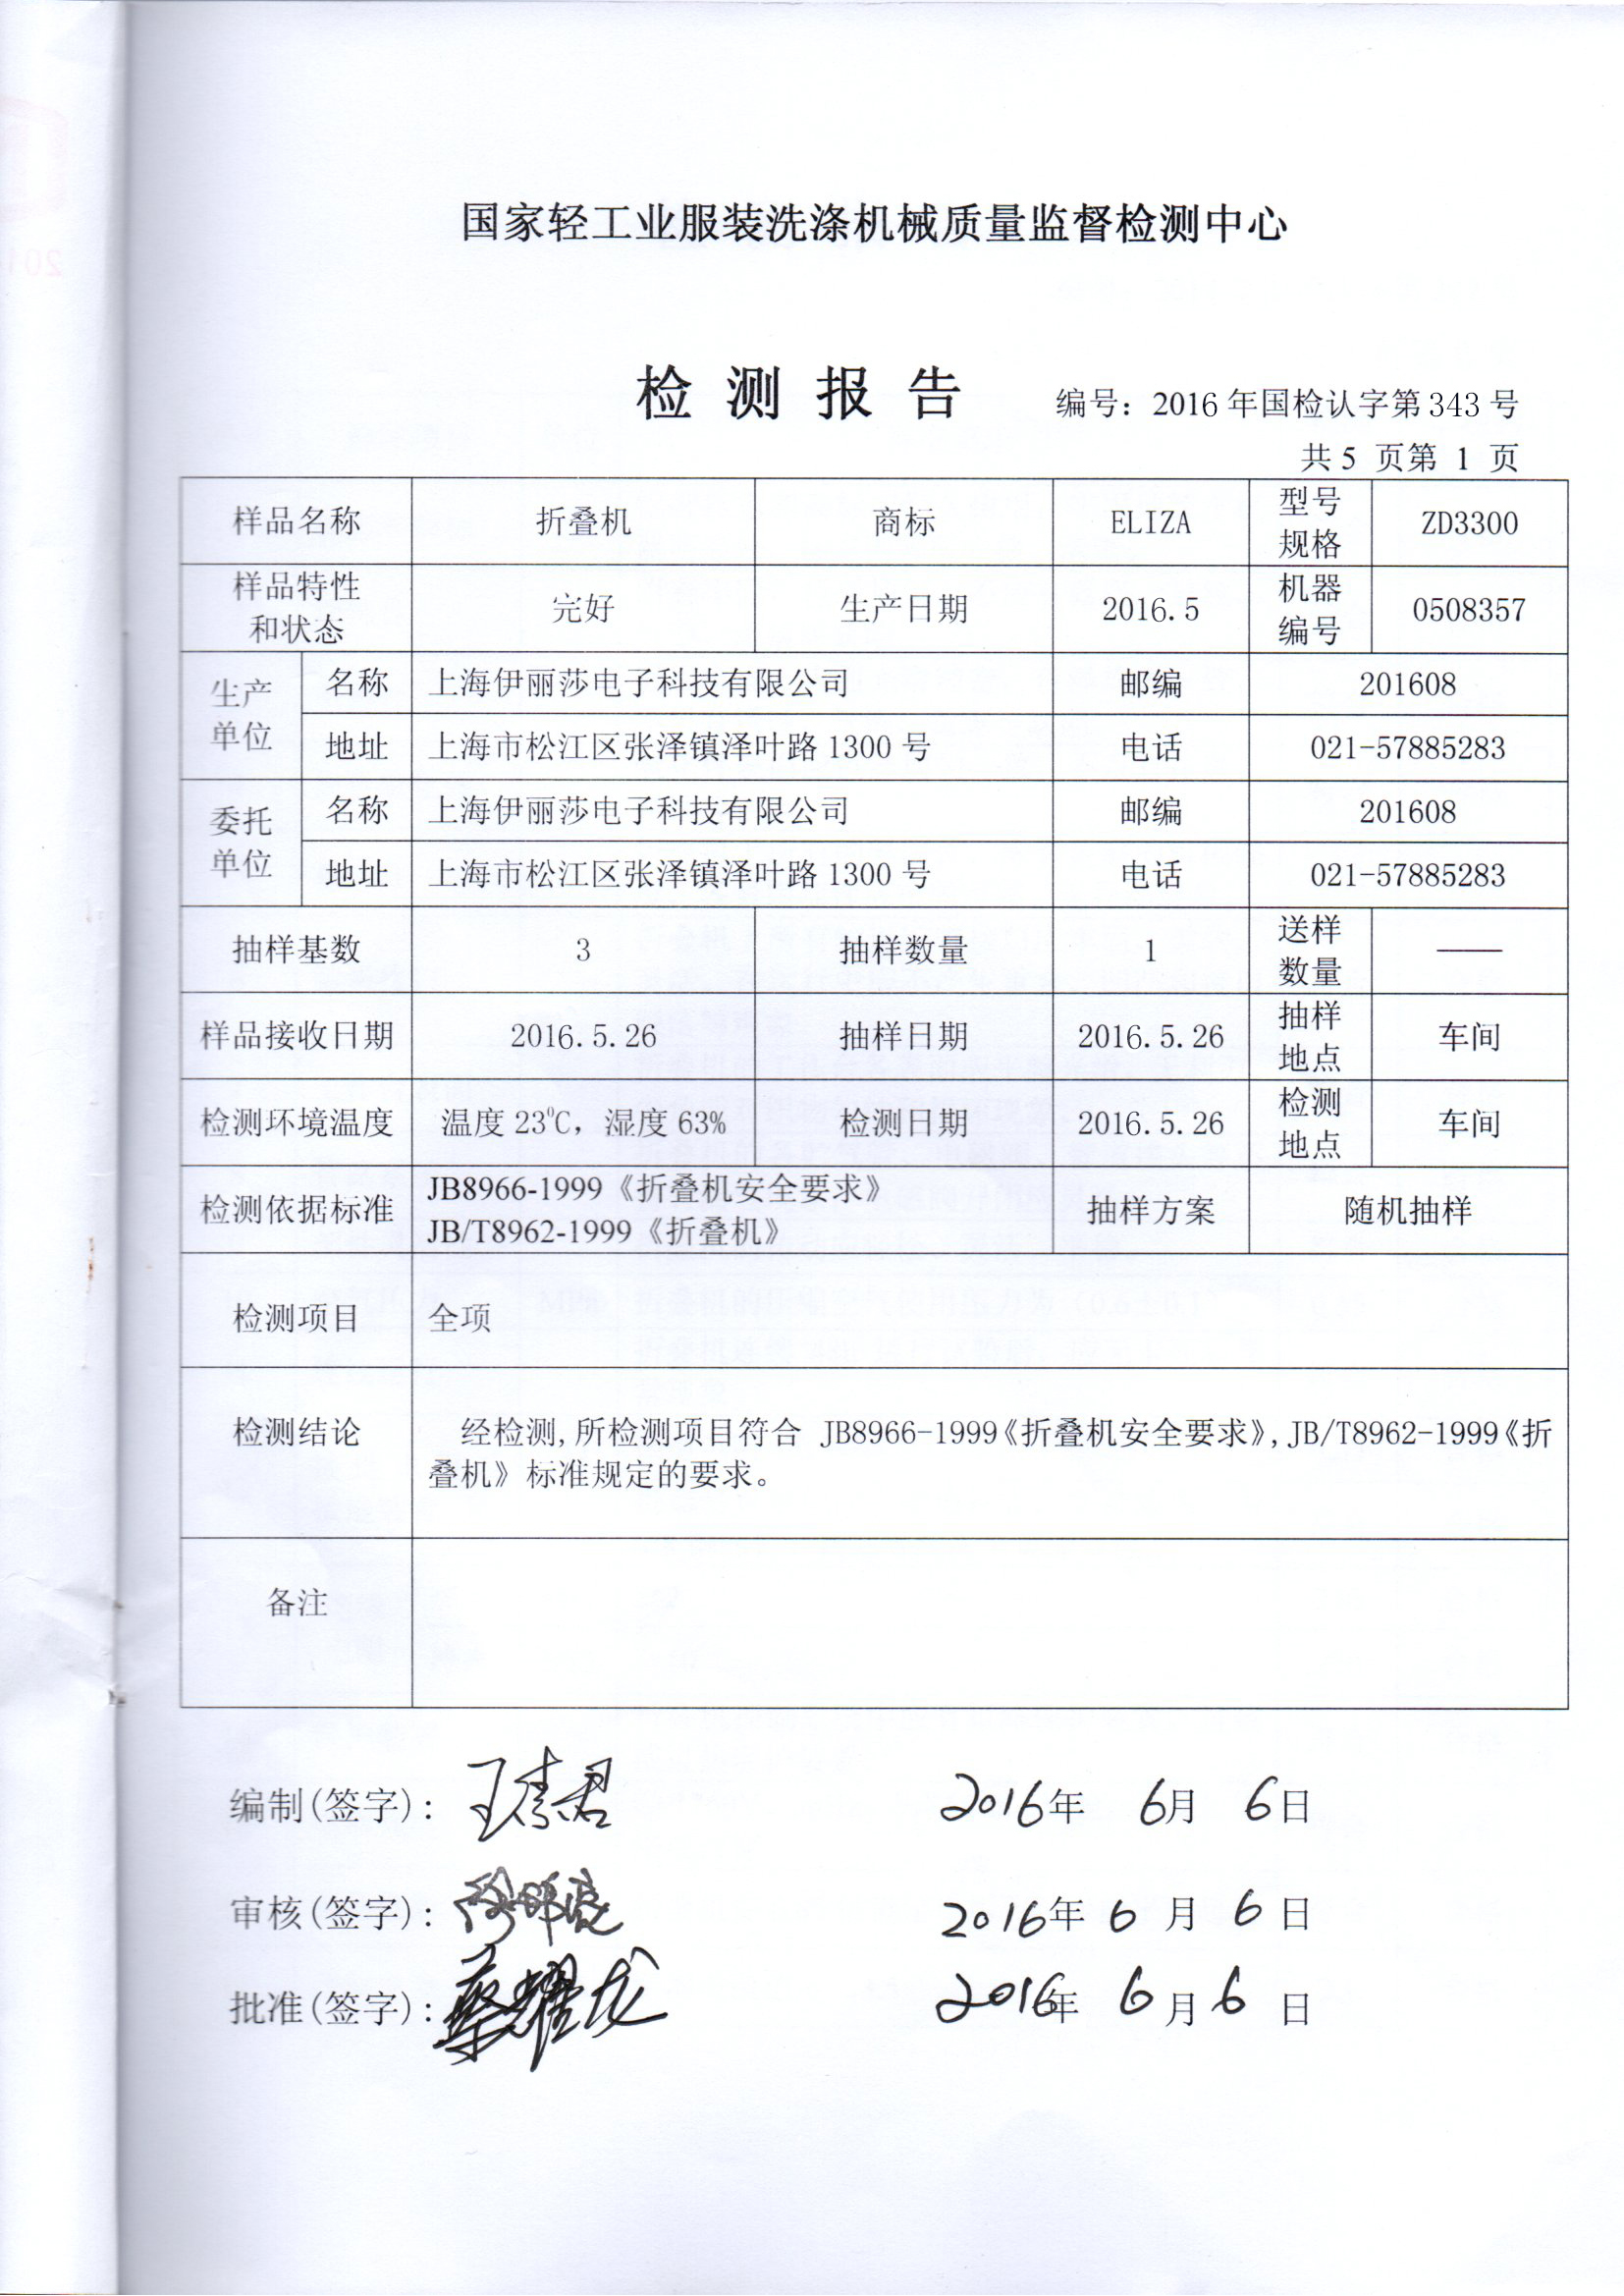 国家轻工业服装洗涤机械质量监督检测中心
检 测 报 告
编号：2016 年国检认字第 343 号
共 5 页第 1 页
样品名称 折叠机 商标 ELIZA 型号规格 ZD3300
样品特性和状态 完好 生产日期 2016.5 机器编号 0508357
生产单位 名称 上海伊丽莎电子科技有限公司 邮编 201608
地址 上海市松江区张泽镇泽叶路 1300 号 电话 021-57885283
委托单位 名称 上海伊丽莎电子科技有限公司 邮编 201608
地址 上海市松江区张泽镇泽叶路 1300 号 电话 021-57885283
抽样基数 3 抽样数量 1 送样数量 ——
样品接收日期 2016.5.26 抽样日期 2016.5.26 抽样地点 车间
检测环境温度 温度 23⁰C，湿度 63% 检测日期 2016.5.26 检测地点 车间
检测依据标准 JB8966-1999《折叠机安全要求》
JB/T8962-1999《折叠机》
抽样方案 随机抽样
检测项目 全项
检测结论 经检测,所检测项目符合 JB8966-1999《折叠机安全要求》,JB/T8962-1999《折
叠机》标准规定的要求。
备注
编制(签字): 2016年 6月 6日
审核(签字): 2016年 6 月 6 日
批准(签字): 蔡耀龙 2016年 6 月 6 日